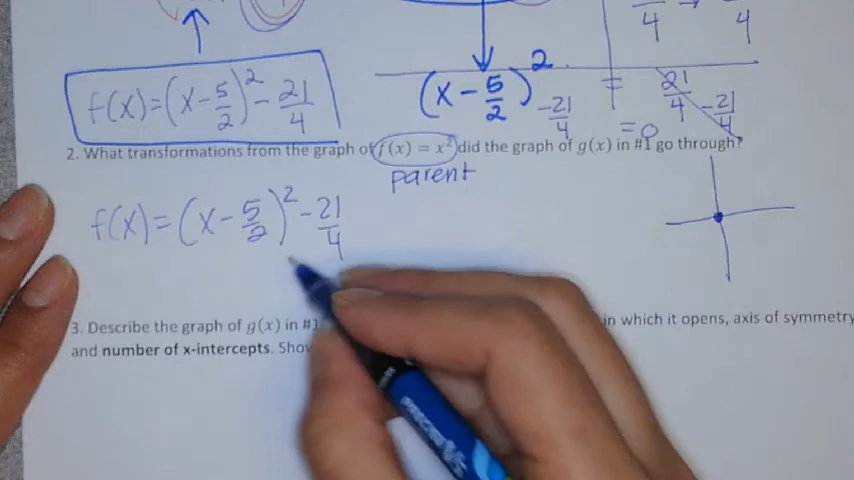 4 4
f(x)=(x-5/2)²-21/4
(x-5/2)² -21/4 = 21/4 -21/4
=0
2. What transformations from the graph of f(x) = x² did the graph of g(x) in #1 go through?
parent
f(x)=(x-5/2)²-21/4
3. Describe the graph of g(x) in #1 in which it opens, axis of symmetry
and number of x-intercepts. Sho
PRECISE V5